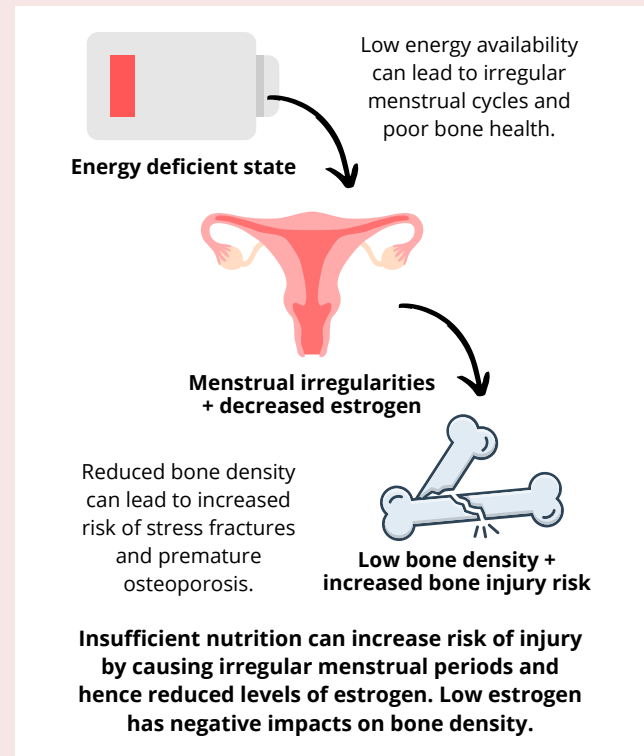 Low energy availability
can lead to irregular
menstrual cycles and
poor bone health.
Energy deficient state
Menstrual irregularities
+ decreased estrogen
Reduced bone density
can lead to increased
risk of stress fractures
and premature
osteoporosis.
Low bone density +
increased bone injury risk
Insufficient nutrition can increase risk of injury
by causing irregular menstrual periods and
hence reduced levels of estrogen. Low estrogen
has negative impacts on bone density.